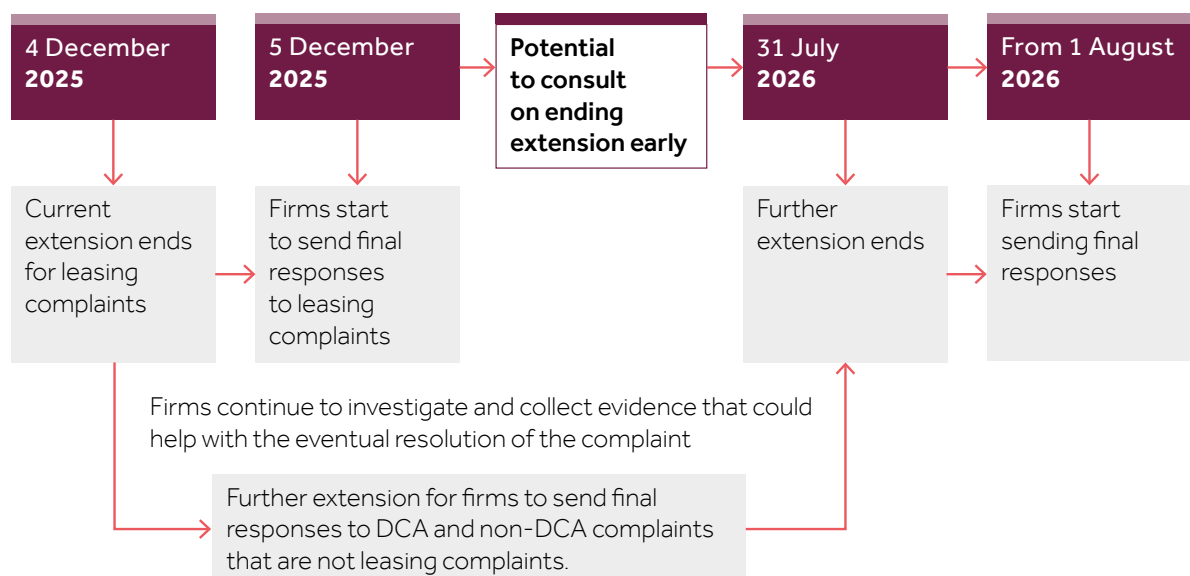 4 December
2025
5 December
2025
Potential
to consult
on ending
extension early
31 July
2026
From 1 August
2026
Current
extension ends
for leasing
complaints
Firms start
to send final
responses
to leasing
complaints
Further
extension ends
Firms start
sending final
responses
Firms continue to investigate and collect evidence that could
help with the eventual resolution of the complaint
Further extension for firms to send final
responses to DCA and non-DCA complaints
that are not leasing complaints.